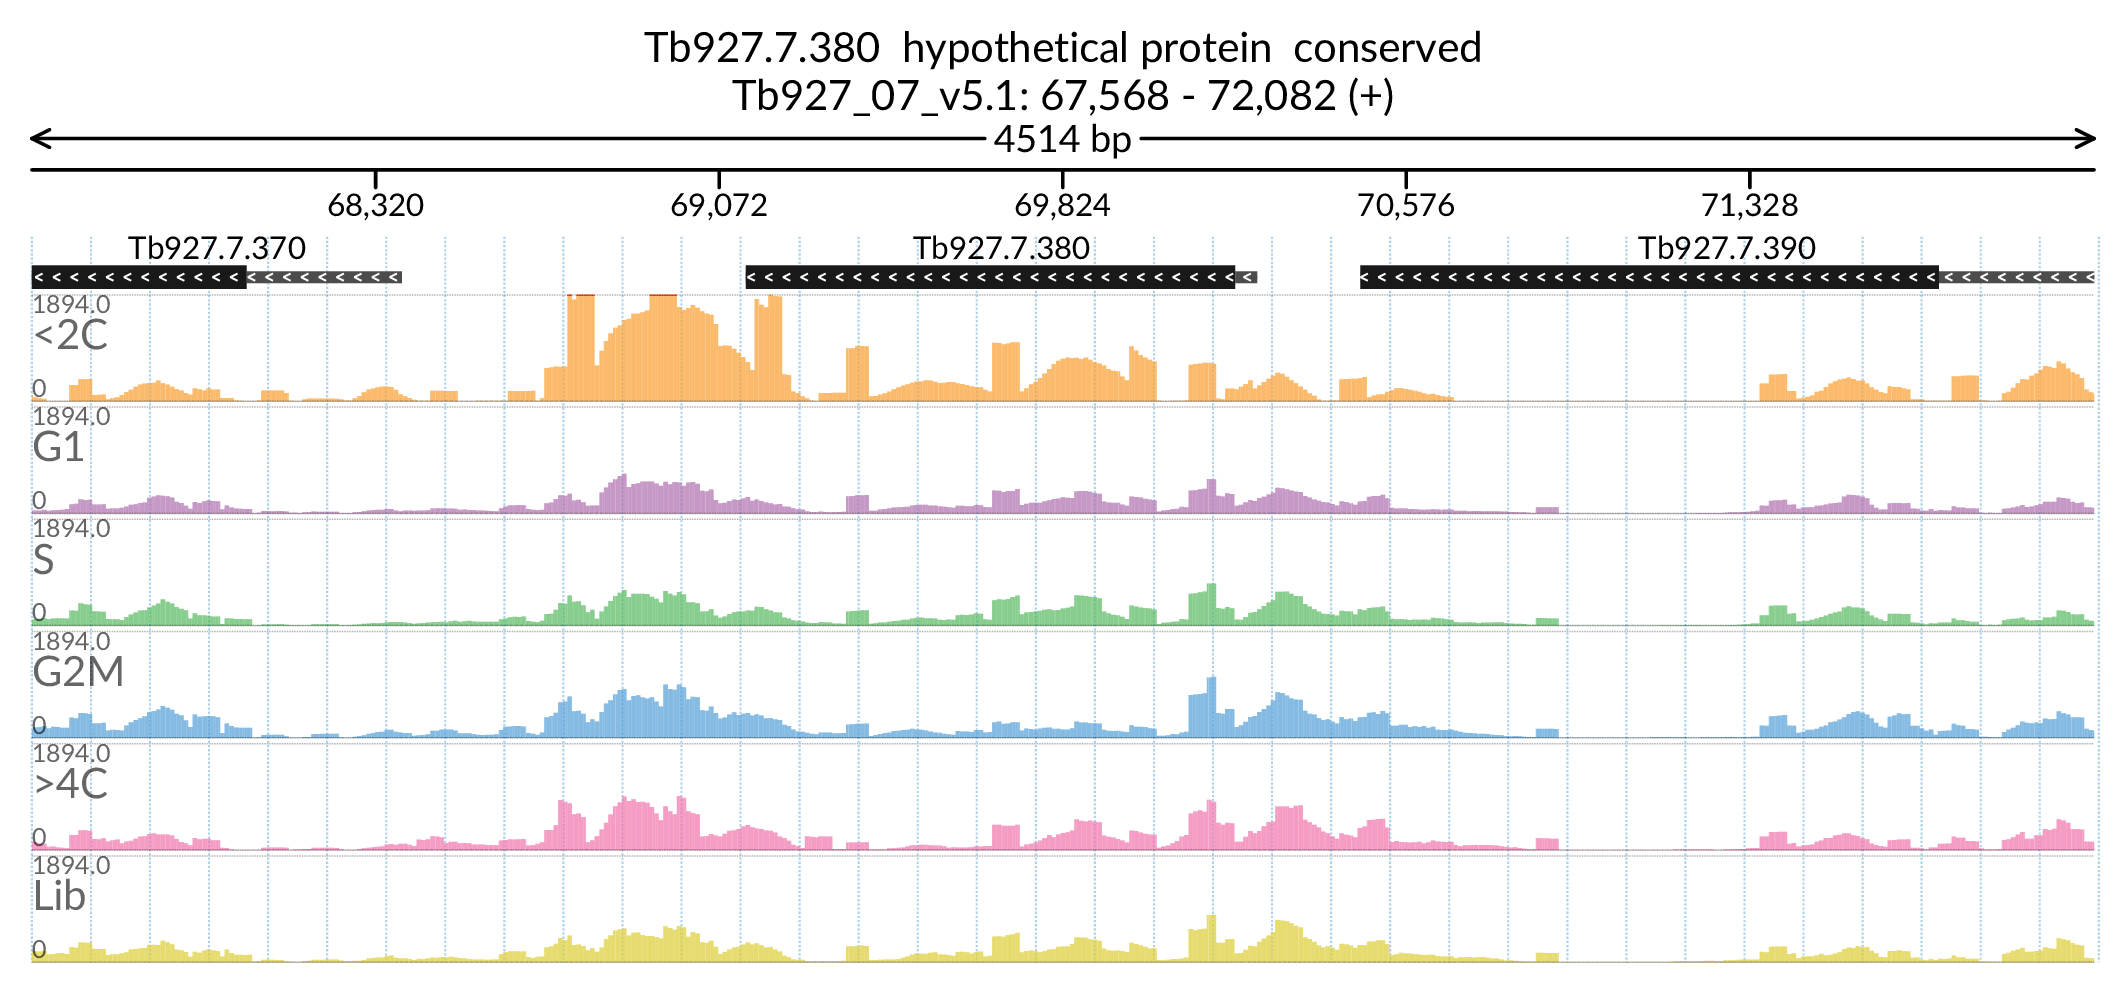 Tb927.7.380 hypothetical protein conserved
Tb927_07_v5.1: 67,568 - 72,082 (+)
4514 bp
68,320 69,072 69,824 70,576 71,328
Tb927.7.370 Tb927.7.380 Tb927.7.390
1894.0
<2C
0
1894.0
G1
0
1894.0
S
0
1894.0
G2M
0
1894.0
>4C
0
1894.0
Lib
0